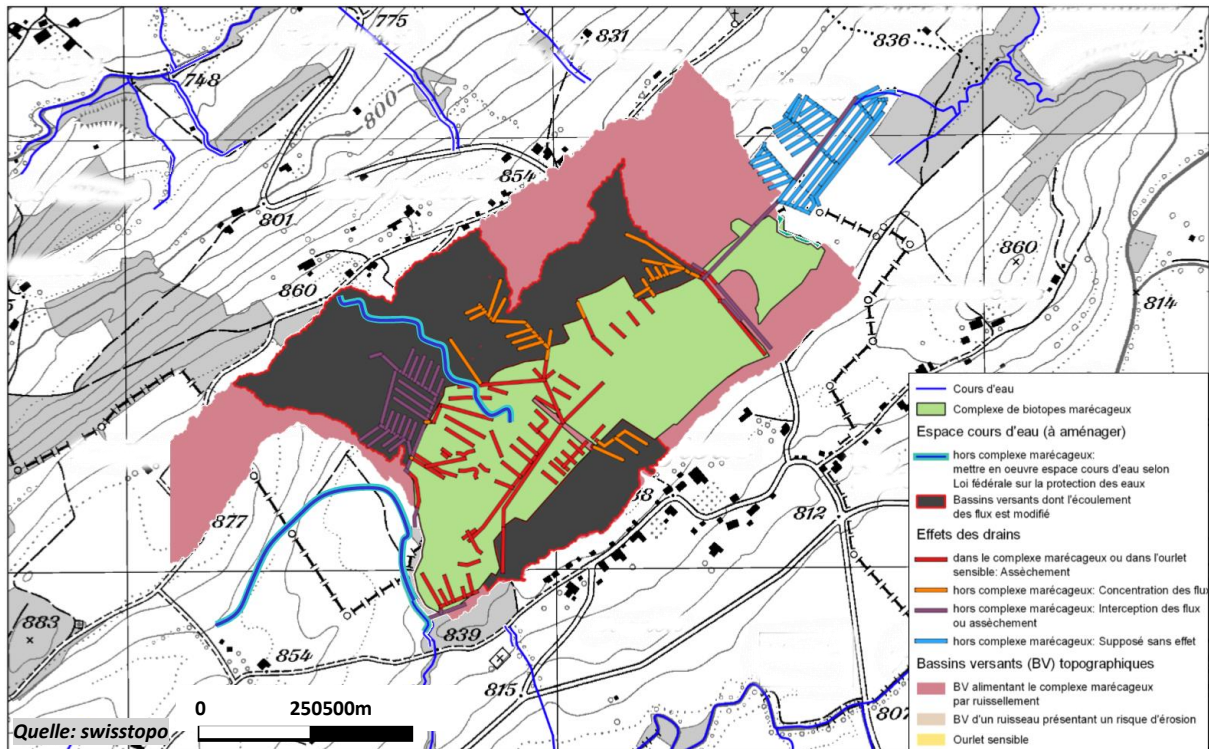 775
831
836
748
800
854
801
860
860
814
877
88
812
883
839
854
815
807
0 250500m
Quelle: swisstopo
Cours d'eau
Complexe de biotopes marécageux
Espace cours d'eau (à aménager)
hors complexe marécageux:
mettre en oeuvre espace cours d'eau selon
Loi fédérale sur la protection des eaux
Bassins versants dont l'écoulement
des flux est modifié
Effets des drains
dans le complexe marécageux ou dans l'ourlet
sensible: Assèchement
hors complexe marécageux: Concentration des flux
hors complexe marécageux: Interception des flux
ou assèchement
hors complexe marécageux: Supposé sans effet
Bassins versants (BV) topographiques
BV alimentant le complexe marécageux
par ruissellement
BV d'un ruisseau présentant un risque d'érosion
Ourlet sensible